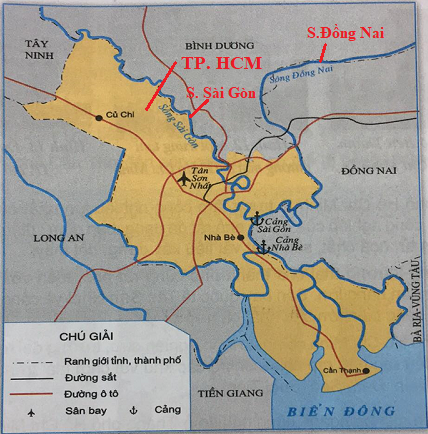 TÂY
NINH
BÌNH DƯƠNG
S.Đồng Nai
TP. HCM
Sông Đồng Nai
S. Sài Gòn
Củ Chi
Sông Sài Gòn
Tân
Sơn
Nhất
ĐỒNG NAI
Cảng
Sài Gòn
LONG AN
Nhà Bè
Cảng
Nhà Bè
BÀ RỊA-VŨNG TÀU
CHÚ GIẢI
Ranh giới tỉnh, thành phố
Đường sắt
Đường ô tô
Sân bay
Cảng
Cần Thạnh
TIỀN GIANG
BIỂN ĐÔNG